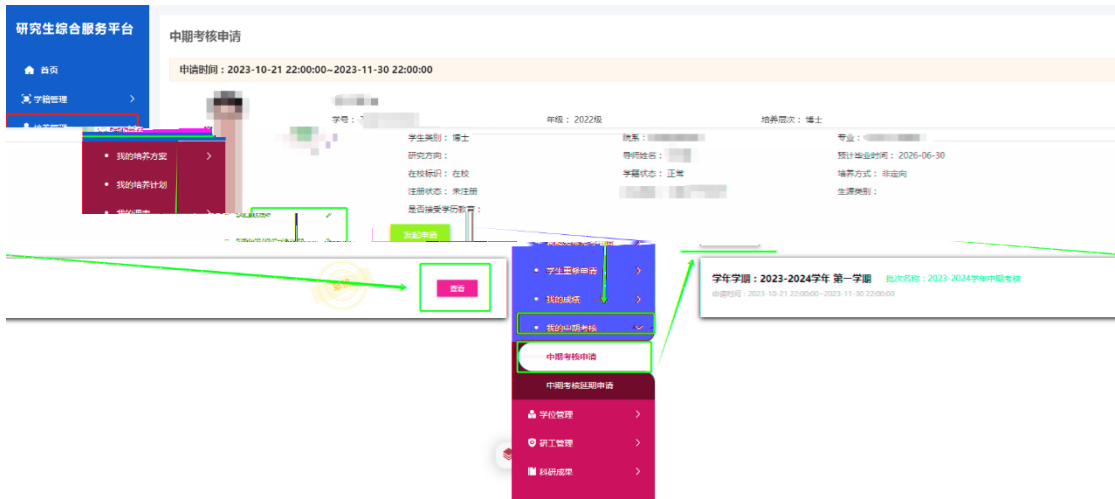 研究生综合服务平台
中期考核申请
首页
申请时间：2023-10-21 22:00:00~2023-11-30 22:00:00
学籍管理
学号：
年级： 2022级
培养层次： 博士
培养管理
学生类别： 博士
院系：
专业：
我的培养方案
研究方向：
导师姓名：
预计毕业时间： 2026-06-30
我的培养计划
在校标识： 在校
学籍状态： 正常
培养方式： 非定向
注册状态： 未注册
生源类别：
是否接受学历教育：
发起申请
学生重修申请
学年学期：2023-2024学年 第一学期
批次名称：2023-2024学年中期考核
申请时间：2023-10-21 22:00:00~2023-11-30 22:00:00
查看
我的成绩
我的中期考核
中期考核申请
中期考核延期申请
学位管理
研工管理
科研成果